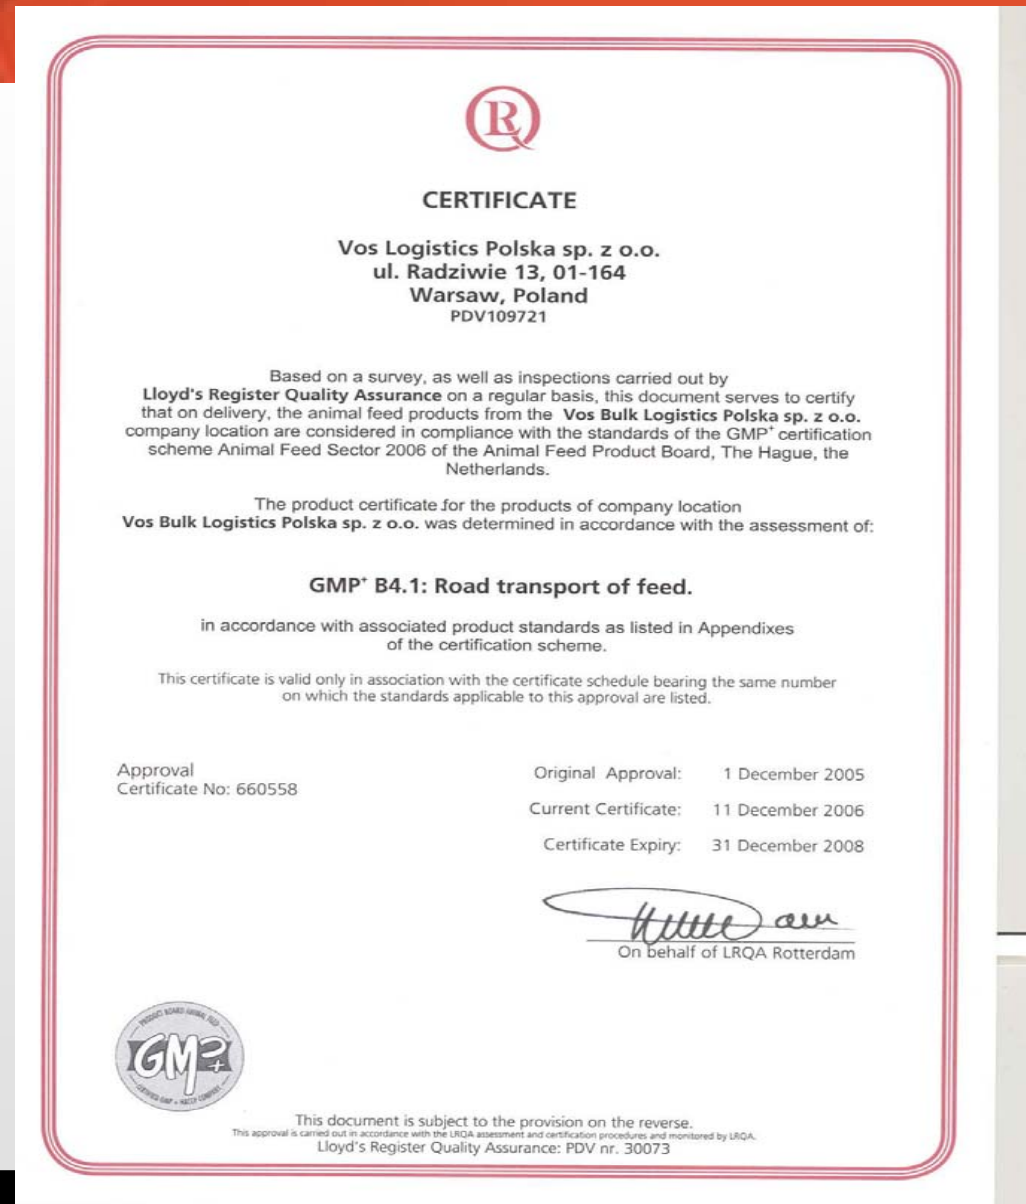 R
CERTIFICATE
Vos Logistics Polska sp. z o.o.
ul. Radziwie 13, 01-164
Warsaw, Poland
PDV109721
Based on a survey, as well as inspections carried out by
Lloyd's Register Quality Assurance on a regular basis, this document serves to certify
that on delivery, the animal feed products from the Vos Bulk Logistics Polska sp. z o.o.
company location are considered in compliance with the standards of the GMP⁺ certification
scheme Animal Feed Sector 2006 of the Animal Feed Product Board, The Hague, the
Netherlands.
The product certificate for the products of company location
Vos Bulk Logistics Polska sp. z o.o. was determined in accordance with the assessment of:
GMP⁺ B4.1: Road transport of feed.
in accordance with associated product standards as listed in Appendixes
of the certification scheme.
This certificate is valid only in association with the certificate schedule bearing the same number
on which the standards applicable to this approval are listed.
Approval
Certificate No: 660558
Original Approval: 1 December 2005
Current Certificate: 11 December 2006
Certificate Expiry: 31 December 2008
On behalf of LRQA Rotterdam
PRODUCT BOARD ANIMAL FEED
GMP+
CERTIFIED GMP + HACCP COMPANY
This document is subject to the provision on the reverse.
This approval is carried out in accordance with the LRQA assessment and certification procedures and monitored by LRQA.
Lloyd's Register Quality Assurance: PDV nr. 30073